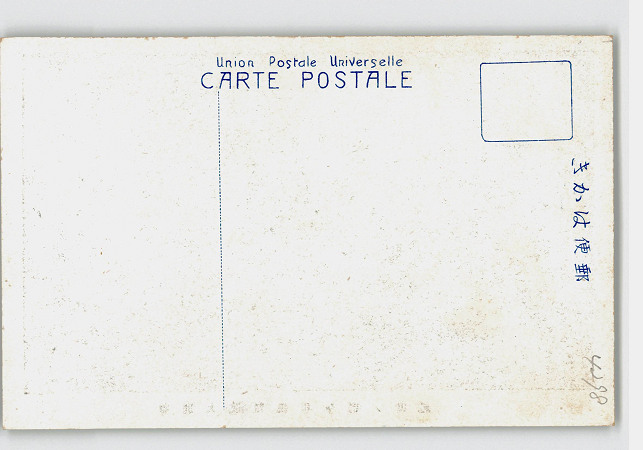 Union Postale Universelle
CARTE POSTALE
郵便はかき